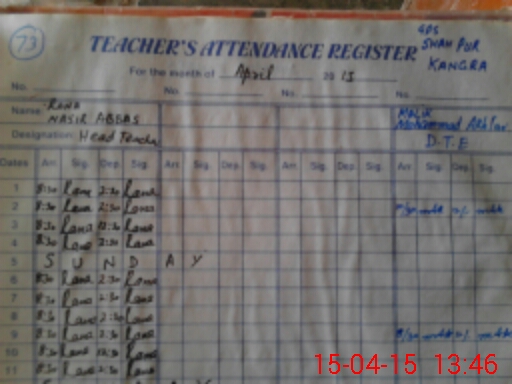 73
TEACHER'S ATTENDANCE REGISTER
GPS
SHAH PUR
KANGRA
For the month of April 2015
No. No. No. No.
Name: RANA
NASIR ABBAS
MALIK
Mohammad Akhtar
Designation: Head Teacher D.T.E
Dates Arr. Sig. Dep. Sig. Arr. Sig. Dep. Sig. Arr. Sig. Dep. Sig. Arr. Sig. Dep. Sig.
1 8:30 Rana 2:30 Rana
2 8:30 Rana 2:30 Rana
3 8:30 Rana 12:30 Rana
4 8:30 Rana 2:30 Rana
5 S U N D A Y
6 8:30 Rana 2:30 Rana
7 8:30 Rana 2:30 Rana
8 8:30 Rana 2:30 Rana
9 8:30 Rana 2:30 Rana
10 8:30 Rana 12:30 Rana
11 8:30 Rana 2:30 Rana
15-04-15 13:46